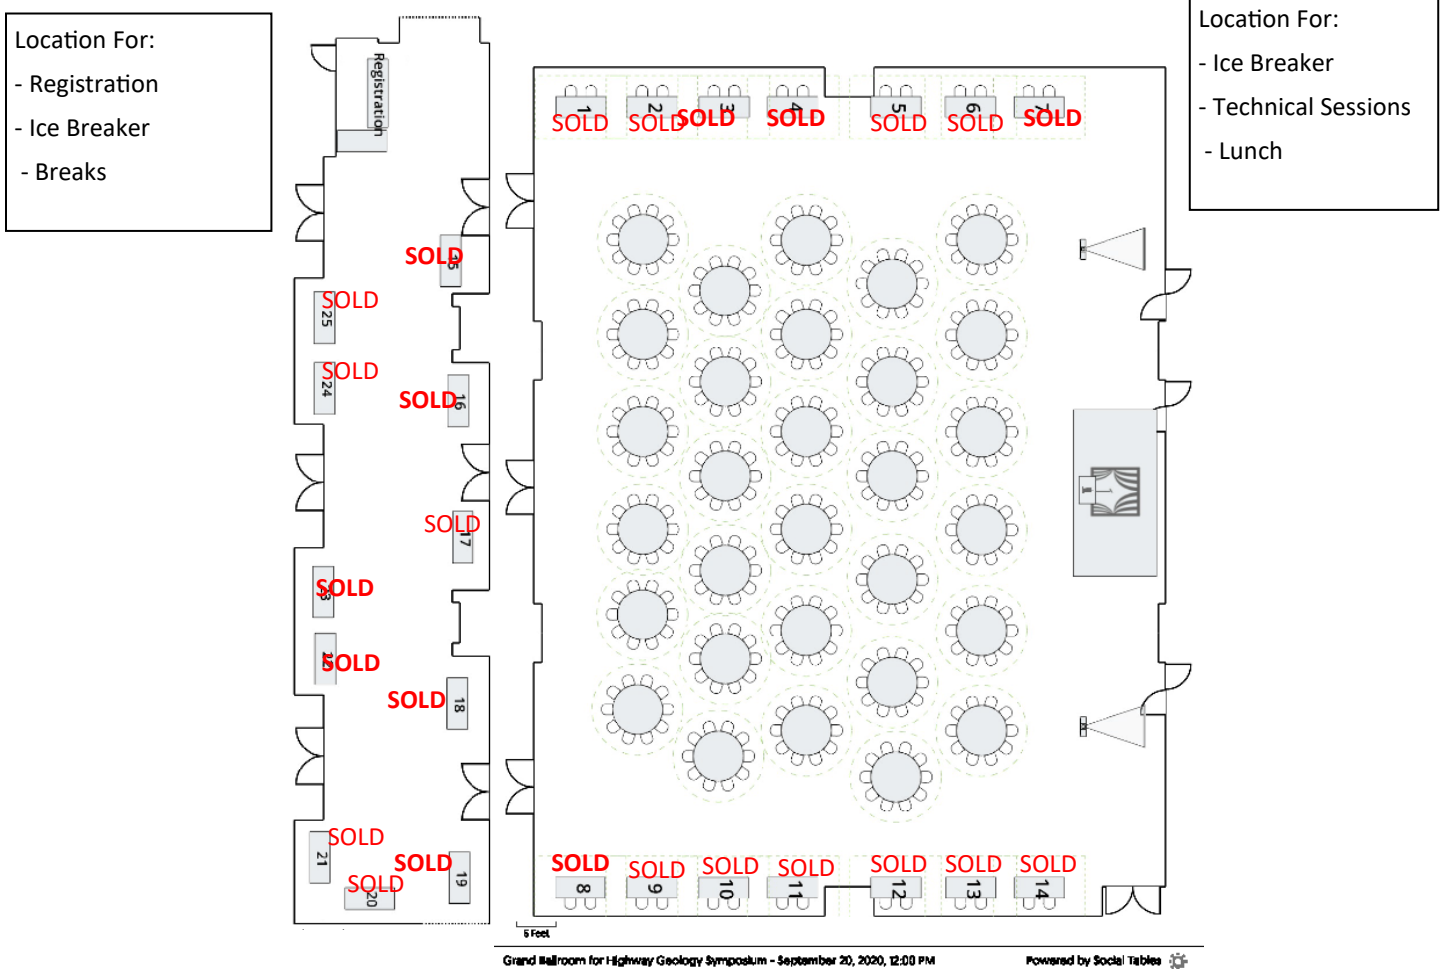 Location For:
- Registration
- Ice Breaker
- Breaks
Location For:
- Ice Breaker
- Technical Sessions
- Lunch
Registration
1
SOLD
2
SOLD
3
SOLD
4
SOLD
5
SOLD
6
SOLD
7
SOLD
SOLD
15
SOLD
25
SOLD
24
SOLD
16
SOLD
17
SOLD
23
SOLD
22
SOLD
18
SOLD
21
SOLD
20
SOLD
19
SOLD
8
SOLD
9
SOLD
10
SOLD
11
SOLD
12
SOLD
13
SOLD
14
5 Feet
Grand Ballroom for Highway Geology Symposium - September 20, 2020, 12:00 PM
Powered by Social Tables